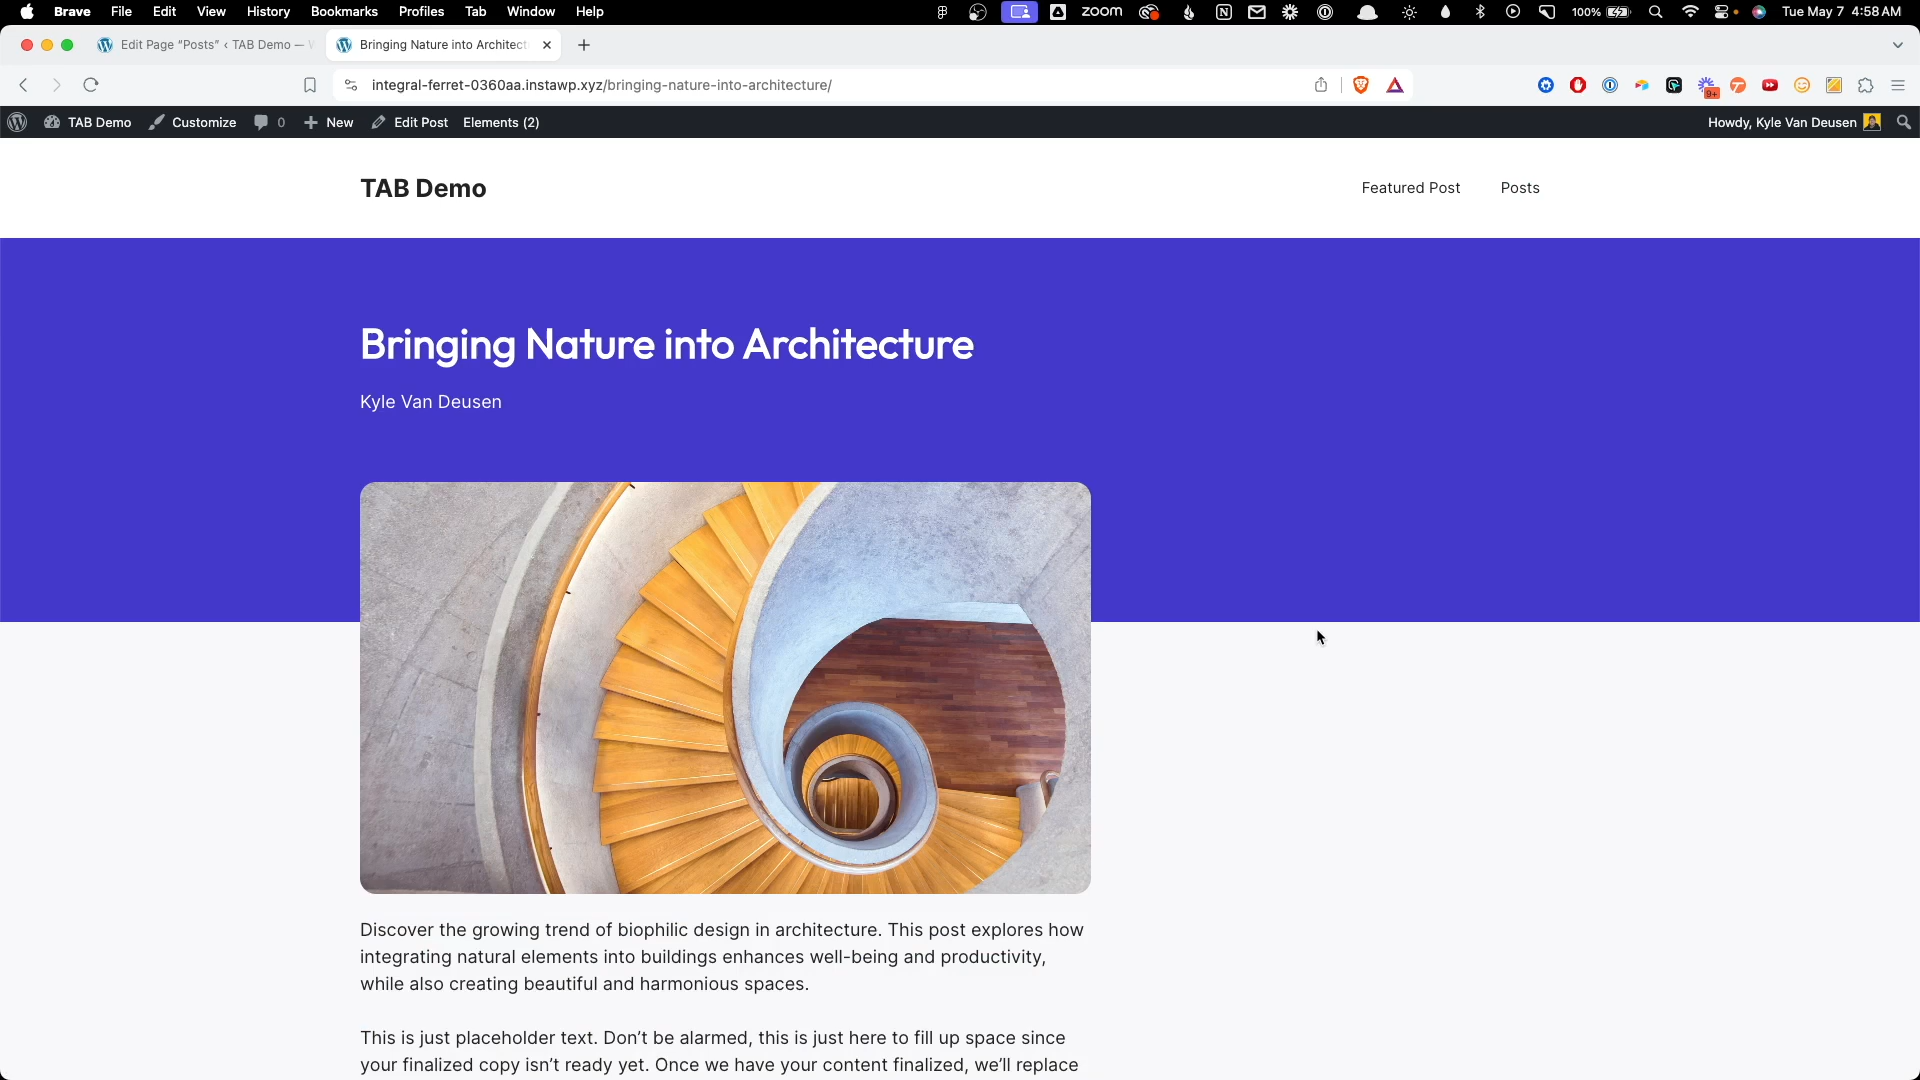 Brave File Edit View History Bookmarks Profiles Tab Window Help zoom 100% Tue May 7 4:58 AM
Edit Page “Posts” ‹ TAB Demo — Bringing Nature into Architect
integral-ferret-0360aa.instawp.xyz/bringing-nature-into-architecture/ 9+
TAB Demo Customize 0 New Edit Post Elements (2) Howdy, Kyle Van Deusen
TAB Demo Featured Post Posts
Bringing Nature into Architecture
Kyle Van Deusen
Discover the growing trend of biophilic design in architecture. This post explores how
integrating natural elements into buildings enhances well-being and productivity,
while also creating beautiful and harmonious spaces.
This is just placeholder text. Don’t be alarmed, this is just here to fill up space since
your finalized copy isn’t ready yet. Once we have your content finalized, we’ll replace